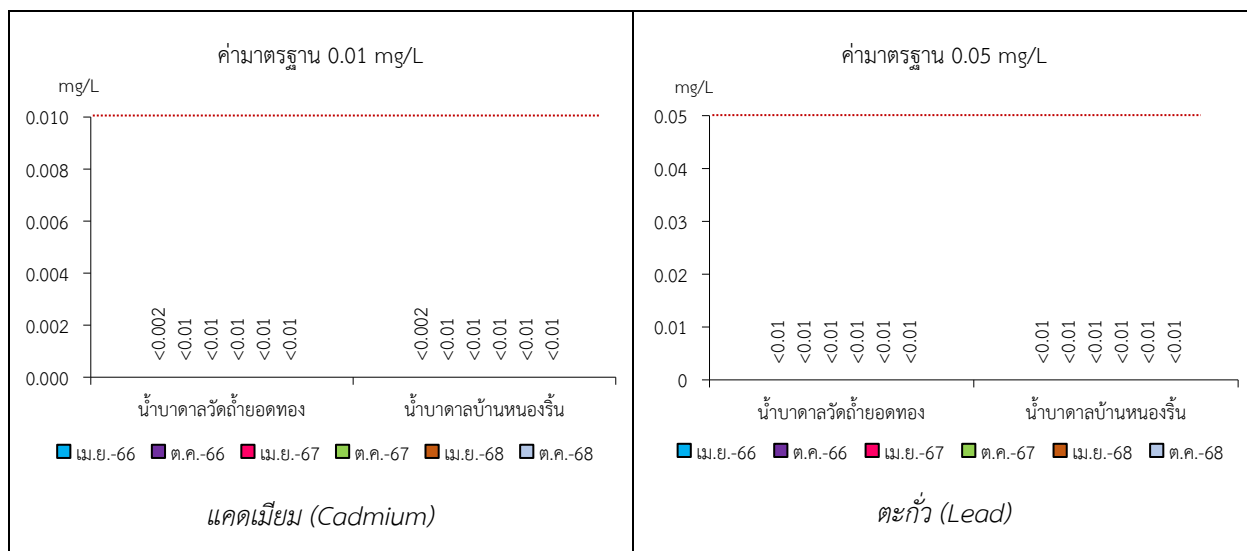 ค่ามาตรฐาน 0.01 mg/L
mg/L
0.010
0.008
0.006
0.004
0.002
0.000
<0.002 <0.01 <0.01 <0.01 <0.01 <0.01 <0.002 <0.01 <0.01 <0.01 <0.01 <0.01
น้ำบาดาลวัดถ้ำยอดทอง น้ำบาดาลบ้านหนองริ้น
เม.ย.-66 ต.ค.-66 เม.ย.-67 ต.ค.-67 เม.ย.-68 ต.ค.-68
แคดเมียม (Cadmium)
ค่ามาตรฐาน 0.05 mg/L
mg/L
0.05
0.04
0.03
0.02
0.01
0
<0.01 <0.01 <0.01 <0.01 <0.01 <0.01 <0.01 <0.01 <0.01 <0.01 <0.01 <0.01
น้ำบาดาลวัดถ้ำยอดทอง น้ำบาดาลบ้านหนองริ้น
เม.ย.-66 ต.ค.-66 เม.ย.-67 ต.ค.-67 เม.ย.-68 ต.ค.-68
ตะกั่ว (Lead)